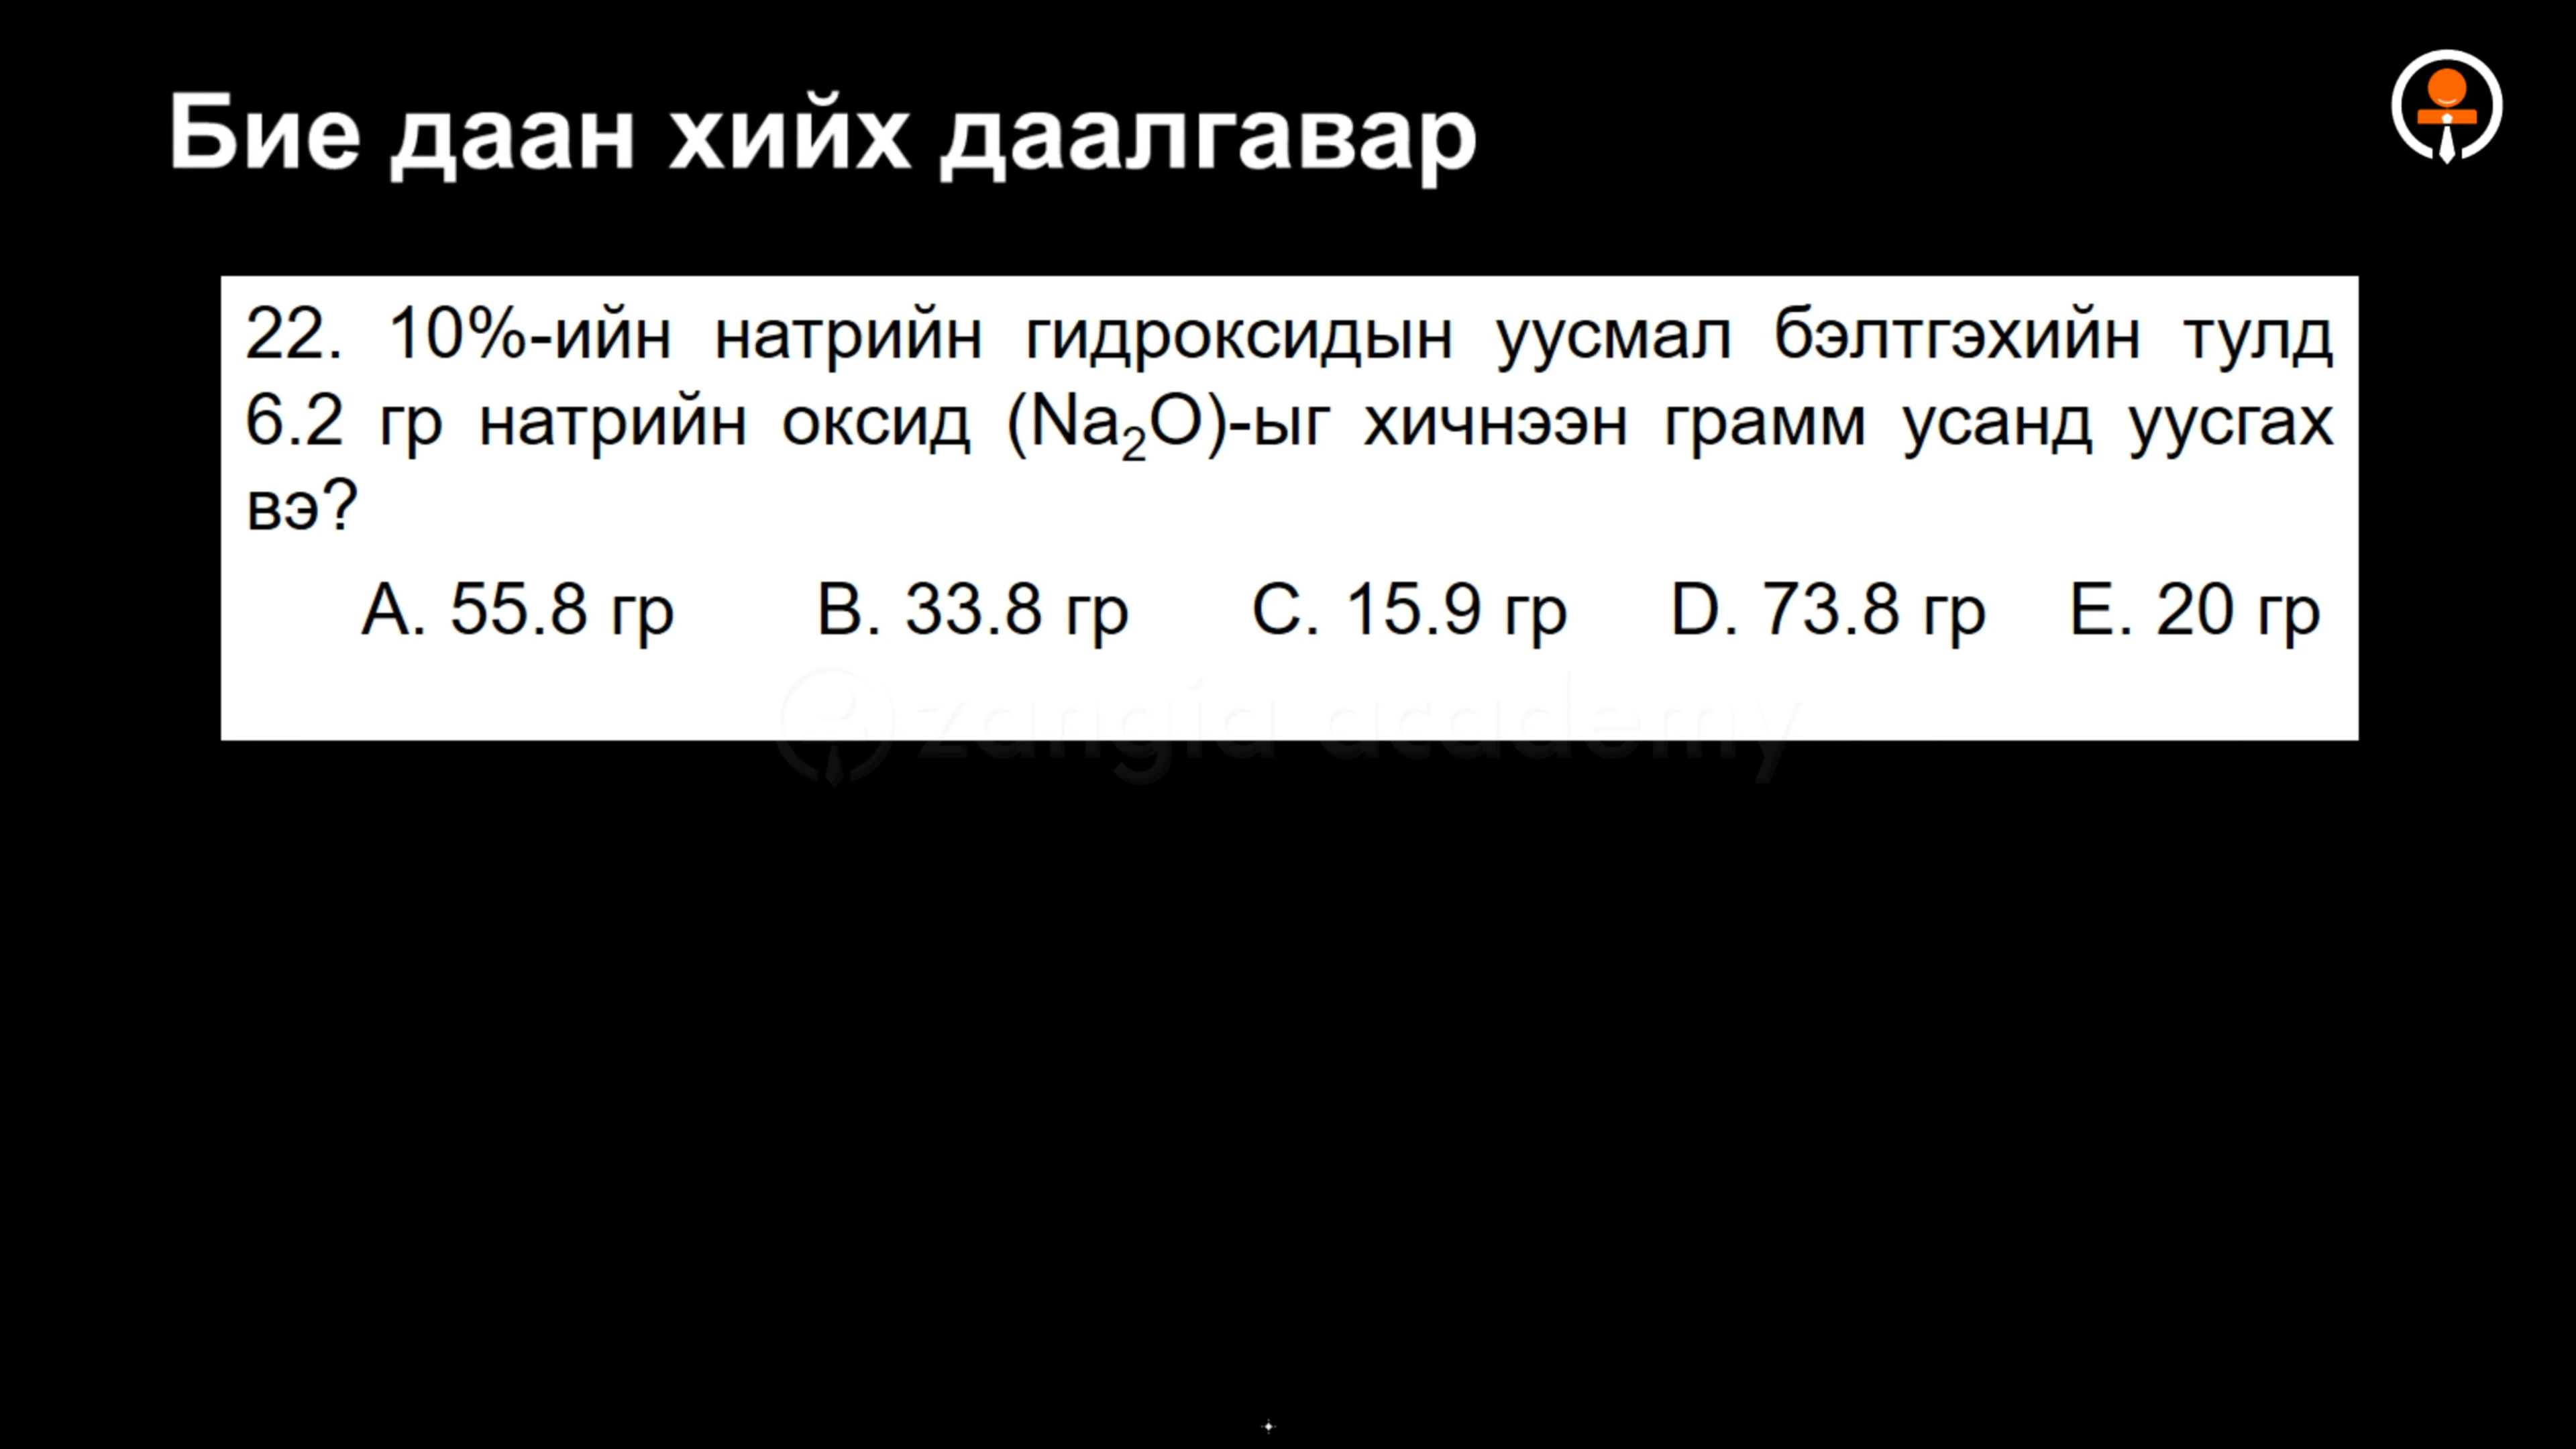 Бие даан хийх даалгавар
22. 10%-ийн натрийн гидроксидын уусмал бэлтгэхийн тулд
6.2 гр натрийн оксид (Na₂O)-ыг хичнээн грамм усанд уусгах
вэ?
A. 55.8 гр B. 33.8 гр C. 15.9 гр D. 73.8 гр E. 20 гр
zangia academy